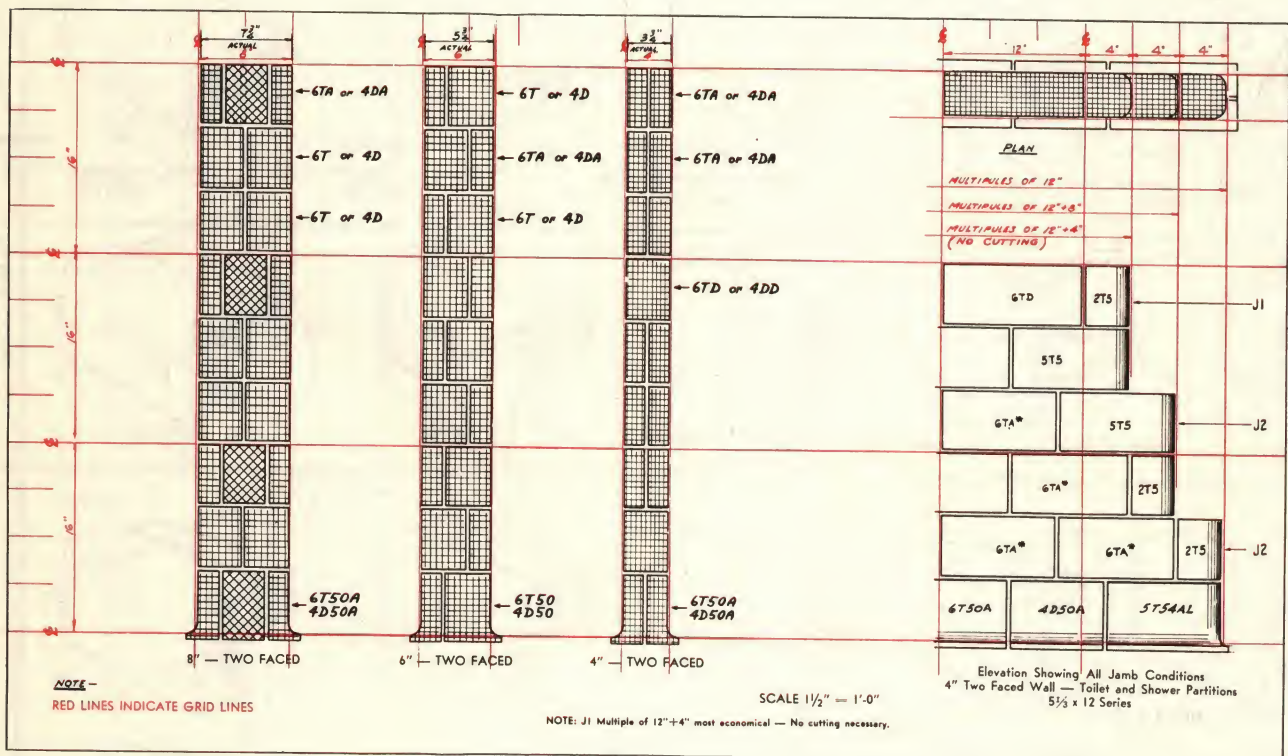 7 3/4"
ACTUAL
8
16"
16"
16"
6TA or 4DA
6T or 4D
6T or 4D
6T50A
4D50A
8" — TWO FACED
5 3/4"
ACTUAL
6
6T or 4D
6TA or 4DA
6T or 4D
6T50
4D50
6" — TWO FACED
3 3/4"
ACTUAL
4
6TA or 4DA
6TA or 4DA
6TD or 4DD
6T50A
4D50A
4" — TWO FACED
12" 4" 4" 4"
PLAN
MULTIPULES OF 12"
MULTIPULES OF 12"+8"
MULTIPULES OF 12"+4"
(NO CUTTING)
6TD 2T5 J1
5T5
6TA* 5T5 J2
6TA* 2T5
6TA* 6TA* 2T5 J2
6T50A 4D50A 5T54AL
Elevation Showing All Jamb Conditions
4" Two Faced Wall — Toilet and Shower Partitions
5 1/3 x 12 Series
NOTE —
RED LINES INDICATE GRID LINES
SCALE 1 1/2" = 1'-0"
NOTE: J1 Multiple of 12"+4" most economical — No cutting necessary.